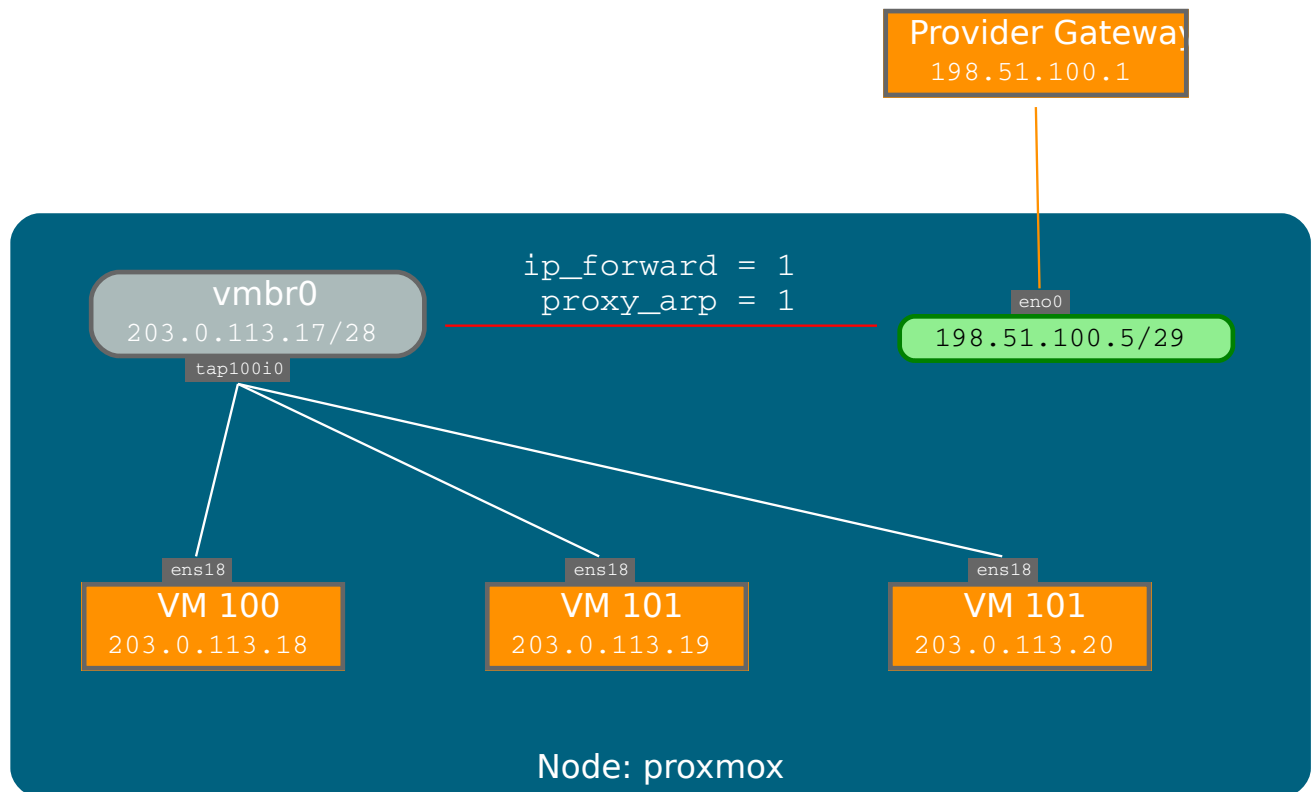 Provider Gateway
198.51.100.1
ip_forward = 1
proxy_arp = 1
vmbr0
203.0.113.17/28
tap100i0
eno0
198.51.100.5/29
ens18
ens18
ens18
VM 100
203.0.113.18
VM 101
203.0.113.19
VM 101
203.0.113.20
Node: proxmox